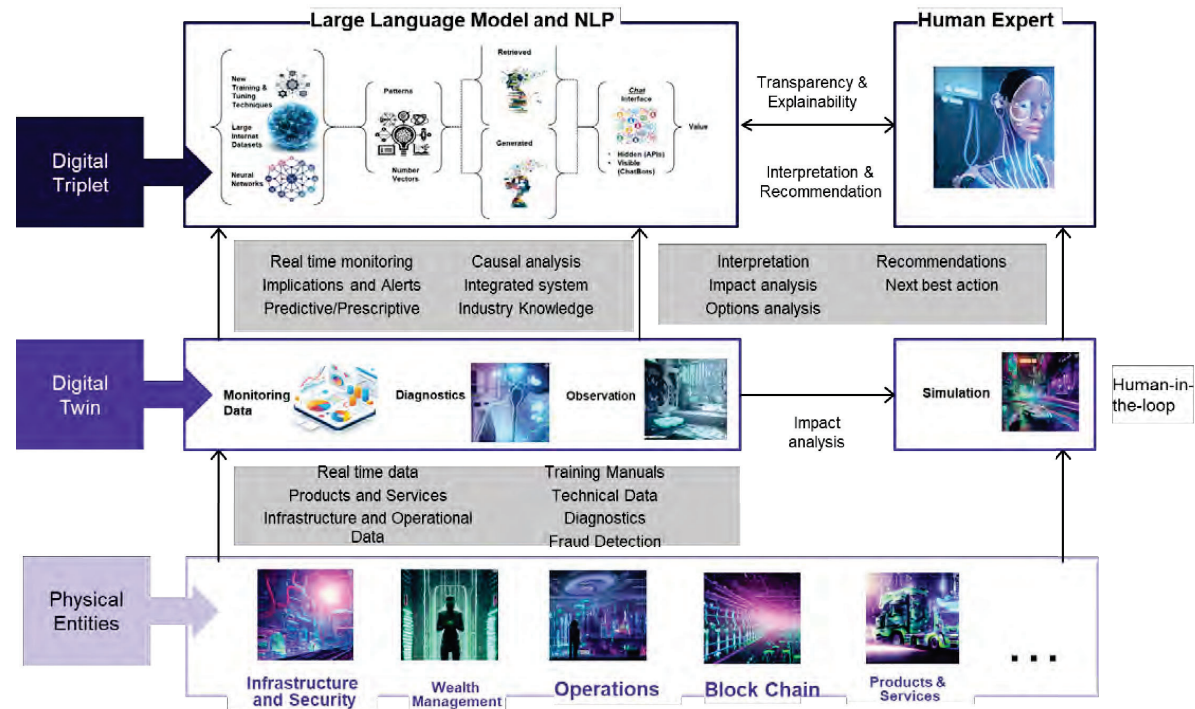 Large Language Model and NLP
Human Expert
Digital
Triplet
New
Training &
Tuning
Techniques
Large
Internet
Datasets
Neural
Networks
Patterns
Number
Vectors
Retrieved
Generated
Chat
Interface
• Hidden (APIs)
• Visible
(ChatBots)
Value
Transparency &
Explainability
Interpretation &
Recommendation
Real time monitoring
Implications and Alerts
Predictive/Prescriptive
Causal analysis
Integrated system
Industry Knowledge
Interpretation
Impact analysis
Options analysis
Recommendations
Next best action
Digital
Twin
Monitoring
Data
Diagnostics
Observation
Impact
analysis
Simulation
Human-in-
the-loop
Real time data
Products and Services
Infrastructure and Operational
Data
Training Manuals
Technical Data
Diagnostics
Fraud Detection
Physical
Entities
Infrastructure
and Security
Wealth
Management
Operations
Block Chain
Products &
Services
...